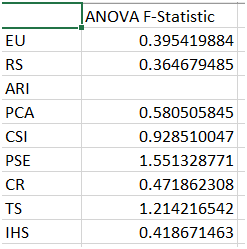 ANOVA F-Statistic
EU 0.395419884
RS 0.364679485
ARI
PCA 0.580505845
CSI 0.928510047
PSE 1.551328771
CR 0.471862308
TS 1.214216542
IHS 0.418671463